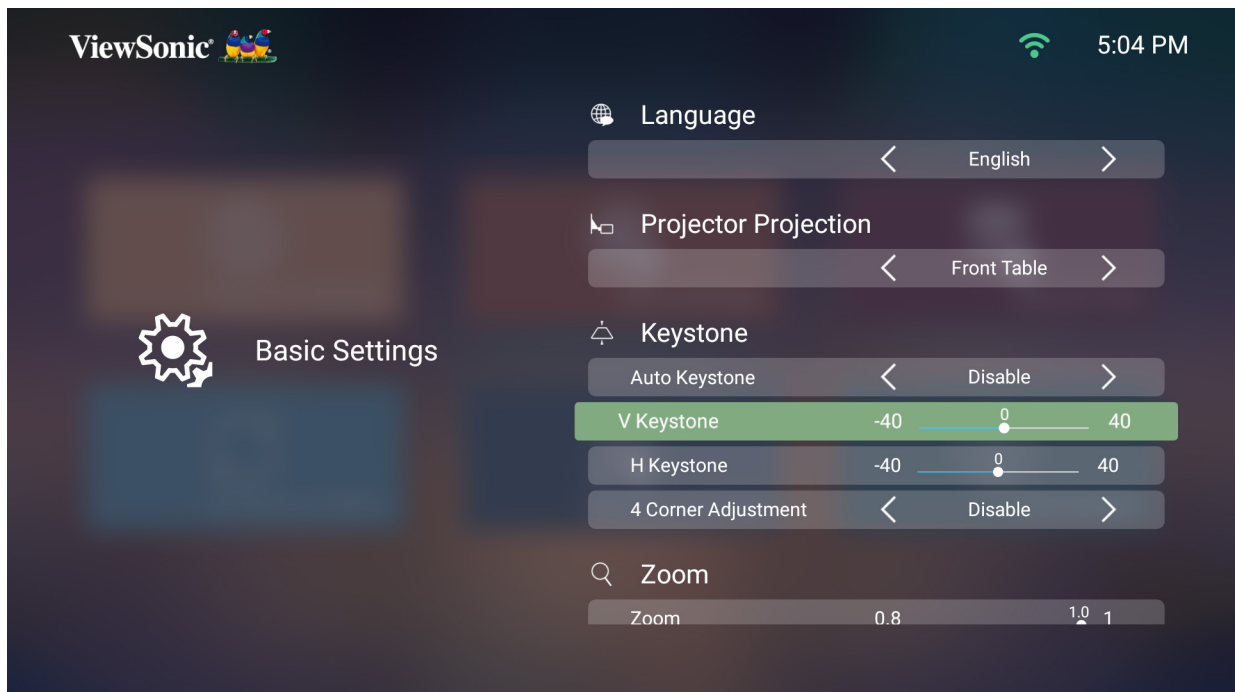 ViewSonic®
5:04 PM
Language
English
Projector Projection
Front Table
Basic Settings
Keystone
Auto Keystone Disable
V Keystone -40 0 40
H Keystone -40 0 40
4 Corner Adjustment Disable
Zoom
Zoom 0.8 1.0 1